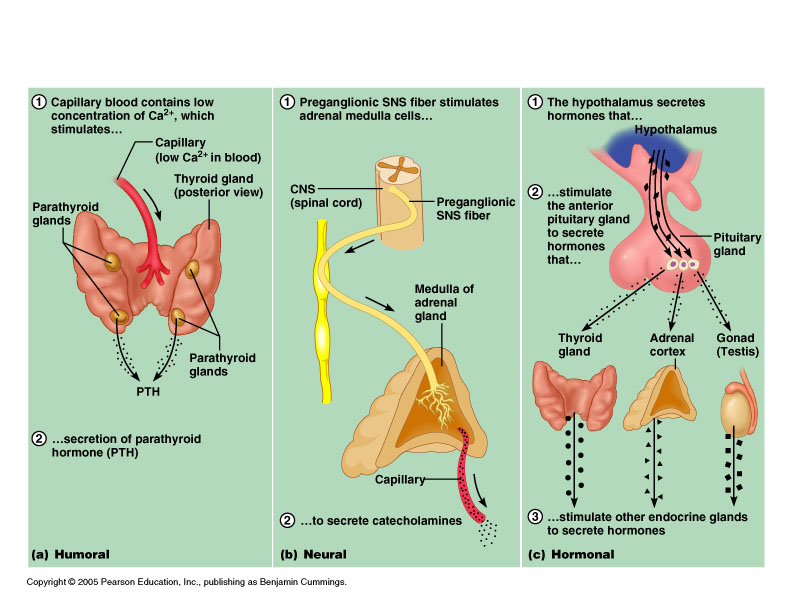 ① Capillary blood contains low
concentration of Ca²⁺, which
stimulates…
Capillary
(low Ca²⁺ in blood)
Thyroid gland
(posterior view)
Parathyroid
glands
Parathyroid
glands
PTH
② …secretion of parathyroid
hormone (PTH)
(a) Humoral
① Preganglionic SNS fiber stimulates
adrenal medulla cells…
CNS
(spinal cord)
Preganglionic
SNS fiber
Medulla of
adrenal
gland
Capillary
② …to secrete catecholamines
(b) Neural
① The hypothalamus secretes
hormones that…
Hypothalamus
② …stimulate
the anterior
pituitary gland
to secrete
hormones
that…
Pituitary
gland
Thyroid
gland
Adrenal
cortex
Gonad
(Testis)
③ …stimulate other endocrine glands
to secrete hormones
(c) Hormonal
Copyright © 2005 Pearson Education, Inc., publishing as Benjamin Cummings.